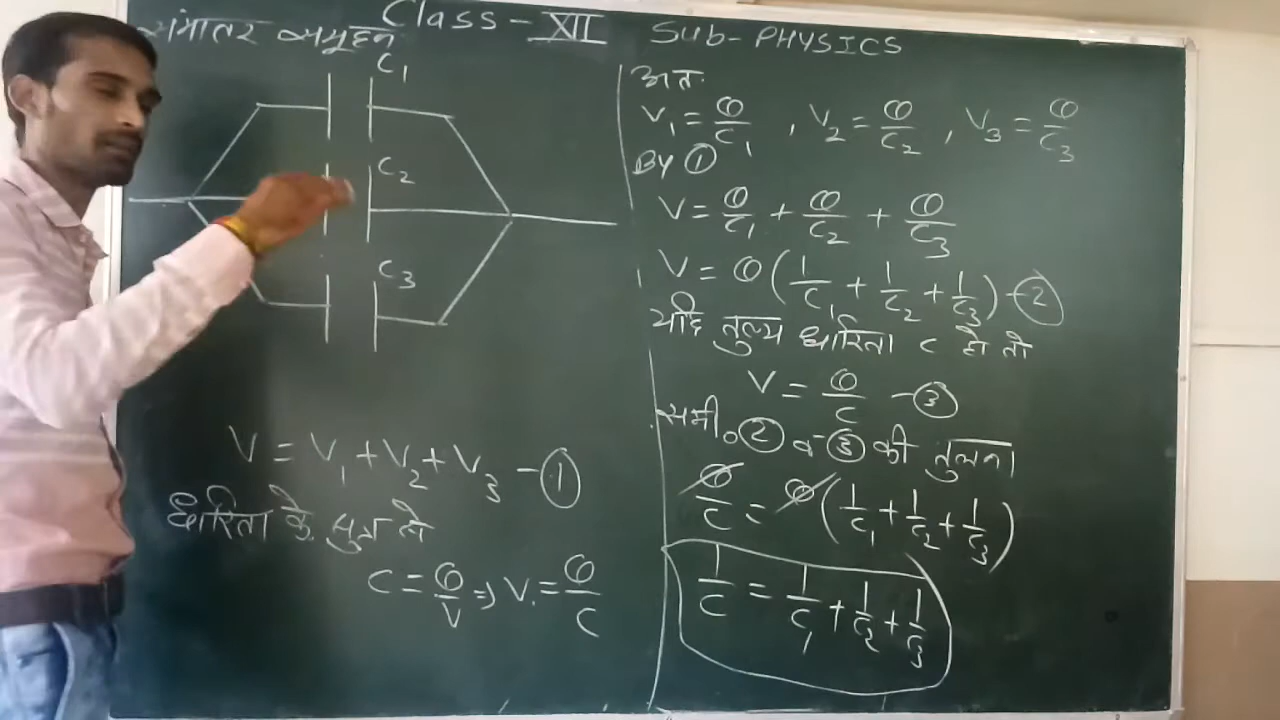 Class - XII Sub - PHYSICS
समान्तर समूहन
C1
C2
C3
V = V1 + V2 + V3 - ①
धारिता के सूत्र से
C = Q/V ⇒ V = Q/C
अतः
V1 = Q/C1 , V2 = Q/C2 , V3 = Q/C3
By ①
V = Q/C1 + Q/C2 + Q/C3
V = Q(1/C1 + 1/C2 + 1/C3) - ②
यदि तुल्य धारिता C हो तो
V = Q/C - ③
समी० ② व ③ की तुलना
Q/C = Q(1/C1 + 1/C2 + 1/C3)
1/C = 1/C1 + 1/C2 + 1/C3